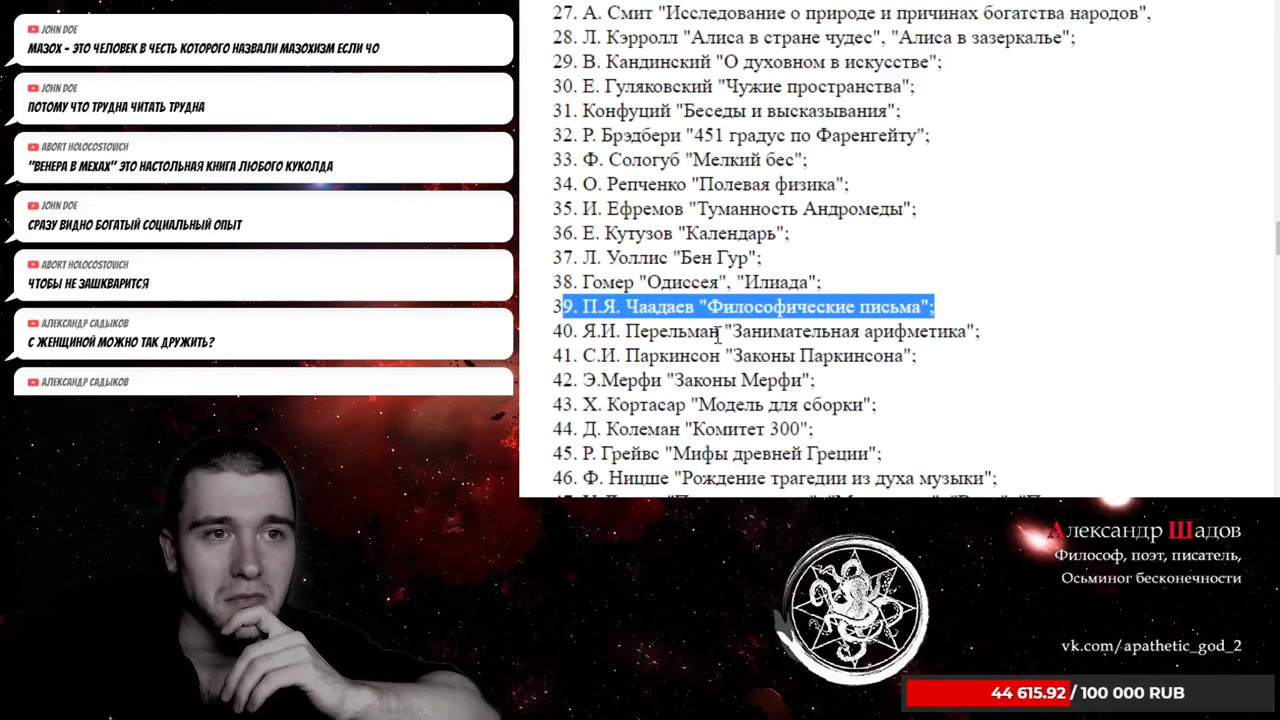 JOHN DOE
МАЗОХ - ЭТО ЧЕЛОВЕК В ЧЕСТЬ КОТОРОГО НАЗВАЛИ МАЗОХИЗМ ЕСЛИ ЧО
JOHN DOE
ПОТОМУ ЧТО ТРУДНА ЧИТАТЬ ТРУДНА
ABORT HOLOCOSTOVICH
"ВЕНЕРА В МЕХАХ" ЭТО НАСТОЛЬНАЯ КНИГА ЛЮБОГО КУКОЛДА
JOHN DOE
СРАЗУ ВИДНО БОГАТЫЙ СОЦИАЛЬНЫЙ ОПЫТ
ABORT HOLOCOSTOVICH
ЧТОБЫ НЕ ЗАШКВАРИТСЯ
АЛЕКСАНДР САДЫКОВ
С ЖЕНЩИНОЙ МОЖНО ТАК ДРУЖИТЬ?
АЛЕКСАНДР САДЫКОВ
27. А. Смит "Исследование о природе и причинах богатства народов",
28. Л. Кэрролл "Алиса в стране чудес", "Алиса в зазеркалье";
29. В. Кандинский "О духовном в искусстве";
30. Е. Гуляковский "Чужие пространства";
31. Конфуций "Беседы и высказывания";
32. Р. Брэдбери "451 градус по Фаренгейту";
33. Ф. Сологуб "Мелкий бес";
34. О. Репченко "Полевая физика";
35. И. Ефремов "Туманность Андромеды";
36. Е. Кутузов "Календарь";
37. Л. Уоллис "Бен Гур";
38. Гомер "Одиссея", "Илиада";
39. П.Я. Чаадаев "Философические письма";
40. Я.И. Перельман "Занимательная арифметика";
41. С.И. Паркинсон "Законы Паркинсона";
42. Э.Мерфи "Законы Мерфи";
43. Х. Кортасар "Модель для сборки";
44. Д. Колеман "Комитет 300";
45. Р. Грейвс "Мифы древней Греции";
46. Ф. Ницше "Рождение трагедии из духа музыки";
Александр Шадов
Философ, поэт, писатель,
Осьминог бесконечности
vk.com/apathetic_god_2
44 615.92 / 100 000 RUB